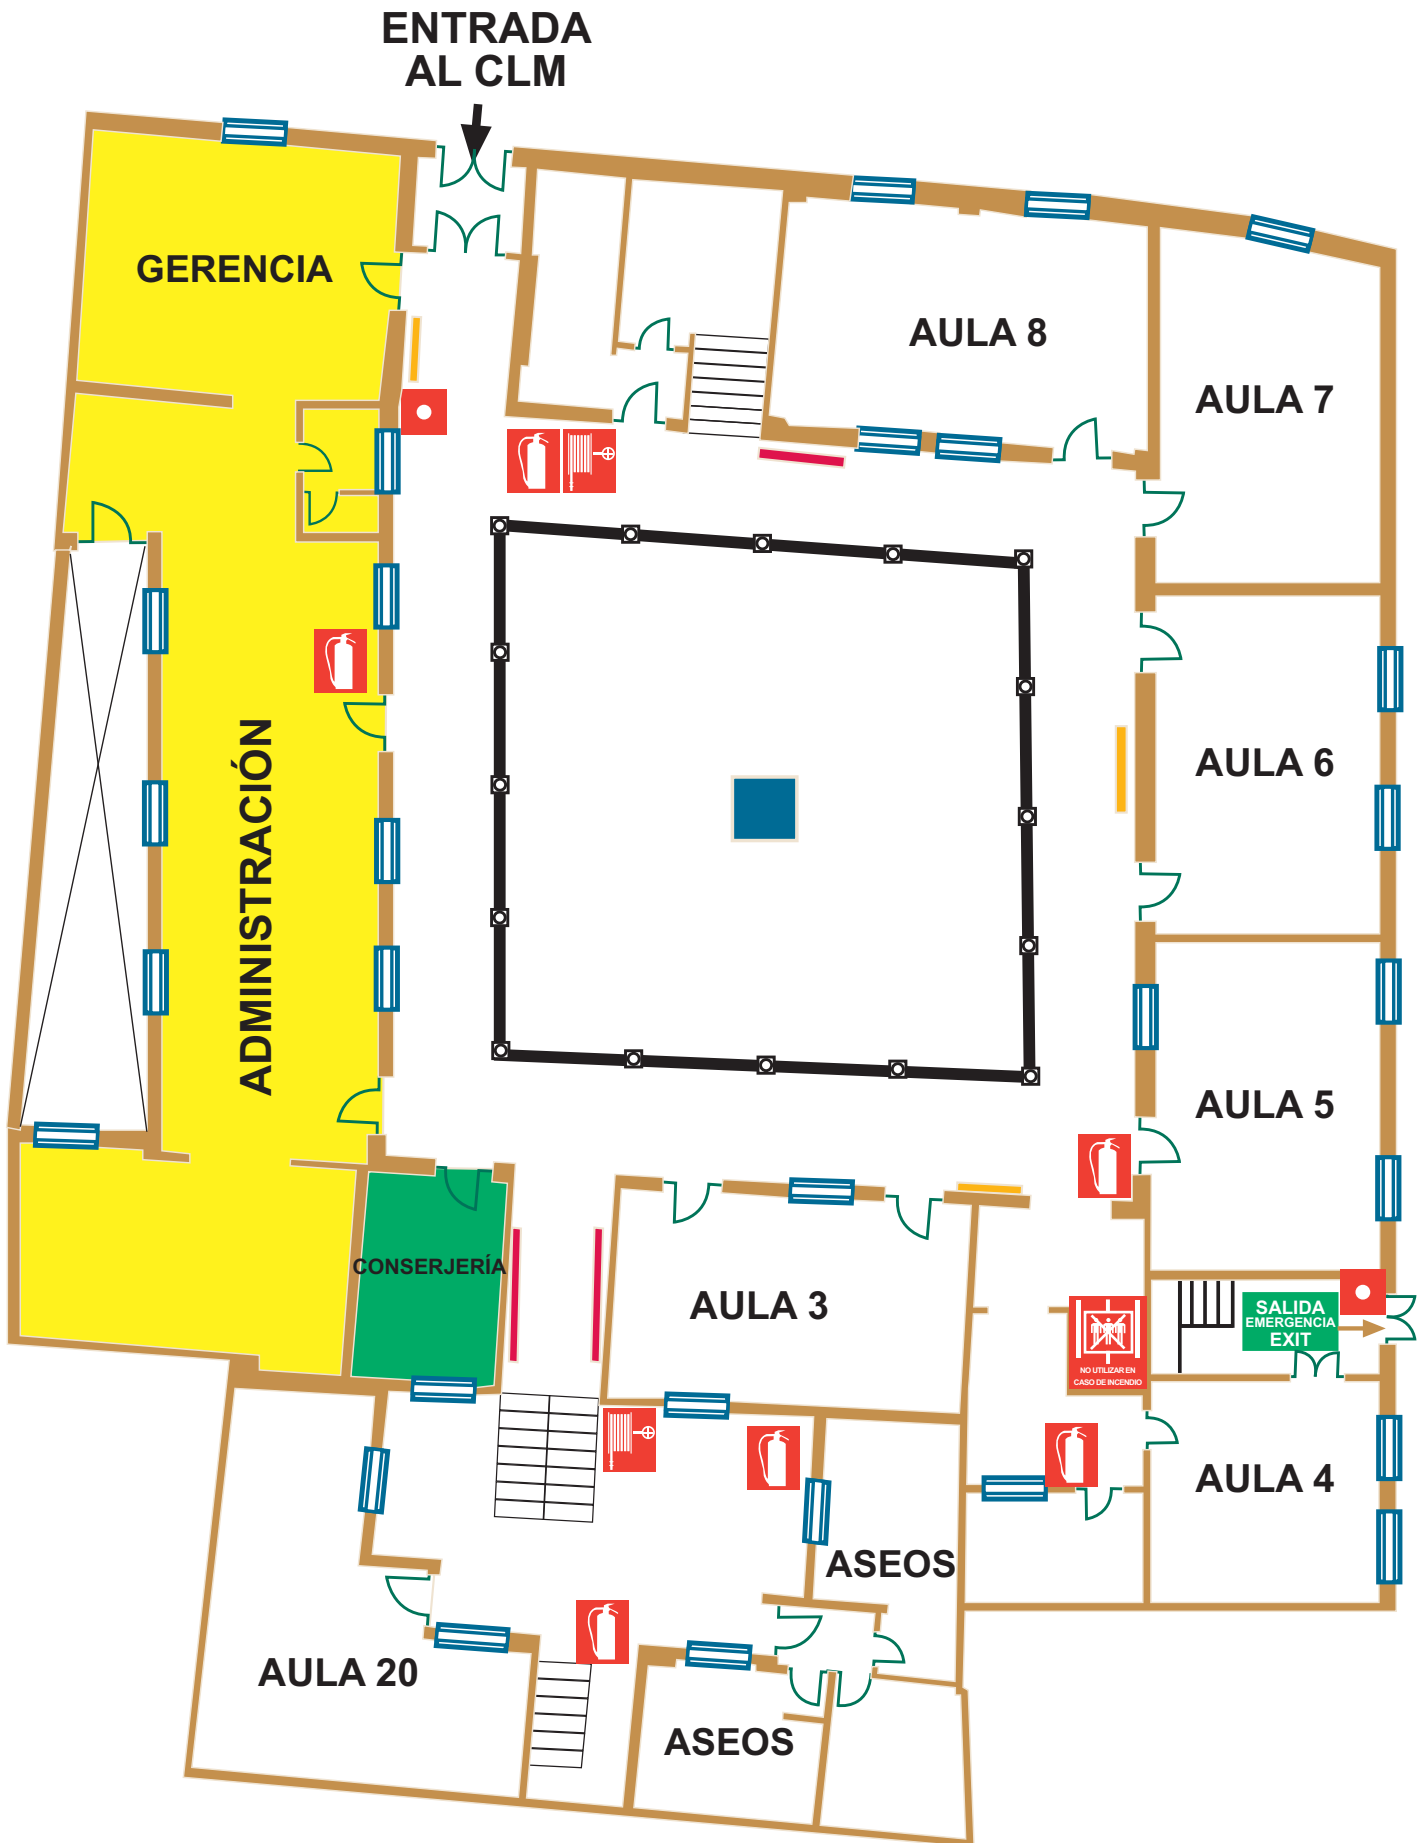 ENTRADA
AL CLM
GERENCIA
AULA 8
AULA 7
AULA 6
ADMINISTRACIÓN
AULA 5
CONSERJERÍA
AULA 3
SALIDA
EMERGENCIA
EXIT
NO UTILIZAR EN
CASO DE INCENDIO
AULA 4
ASEOS
AULA 20
ASEOS